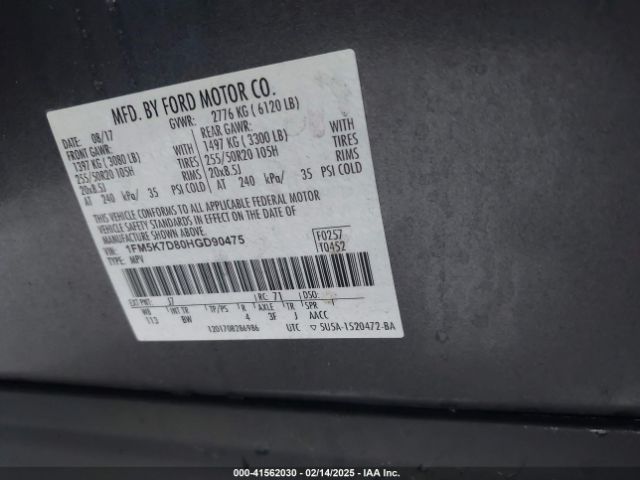 MFD. BY FORD MOTOR CO.
DATE: 08/17 GVWR: 2776 KG ( 6120 LB)
FRONT GAWR: REAR GAWR:
1397 KG ( 3080 LB) WITH 1497 KG ( 3300 LB) WITH
255/50R20 105H TIRES 255/50R20 105H TIRES
20x8.5J RIMS 20x8.5J RIMS
AT 240 kPa/ 35 PSI COLD AT 240 kPa/ 35 PSI COLD
THIS VEHICLE CONFORMS TO ALL APPLICABLE FEDERAL MOTOR
VEHICLE SAFETY STANDARDS IN EFFECT ON THE DATE OF
MANUFACTURE SHOWN ABOVE.
VIN: 1FM5K7D80HGD90475 F0257
TYPE: MPV T0452
EXT PNT: J7 RC: 71 DSO:
WB INT TR TP/PS R AXLE TR SPR
113 BW 4 3F J AACC
1201708286986 UTC ▽ 5U5A-1520472-BA
000-41562030 - 02/14/2025 - IAA Inc.